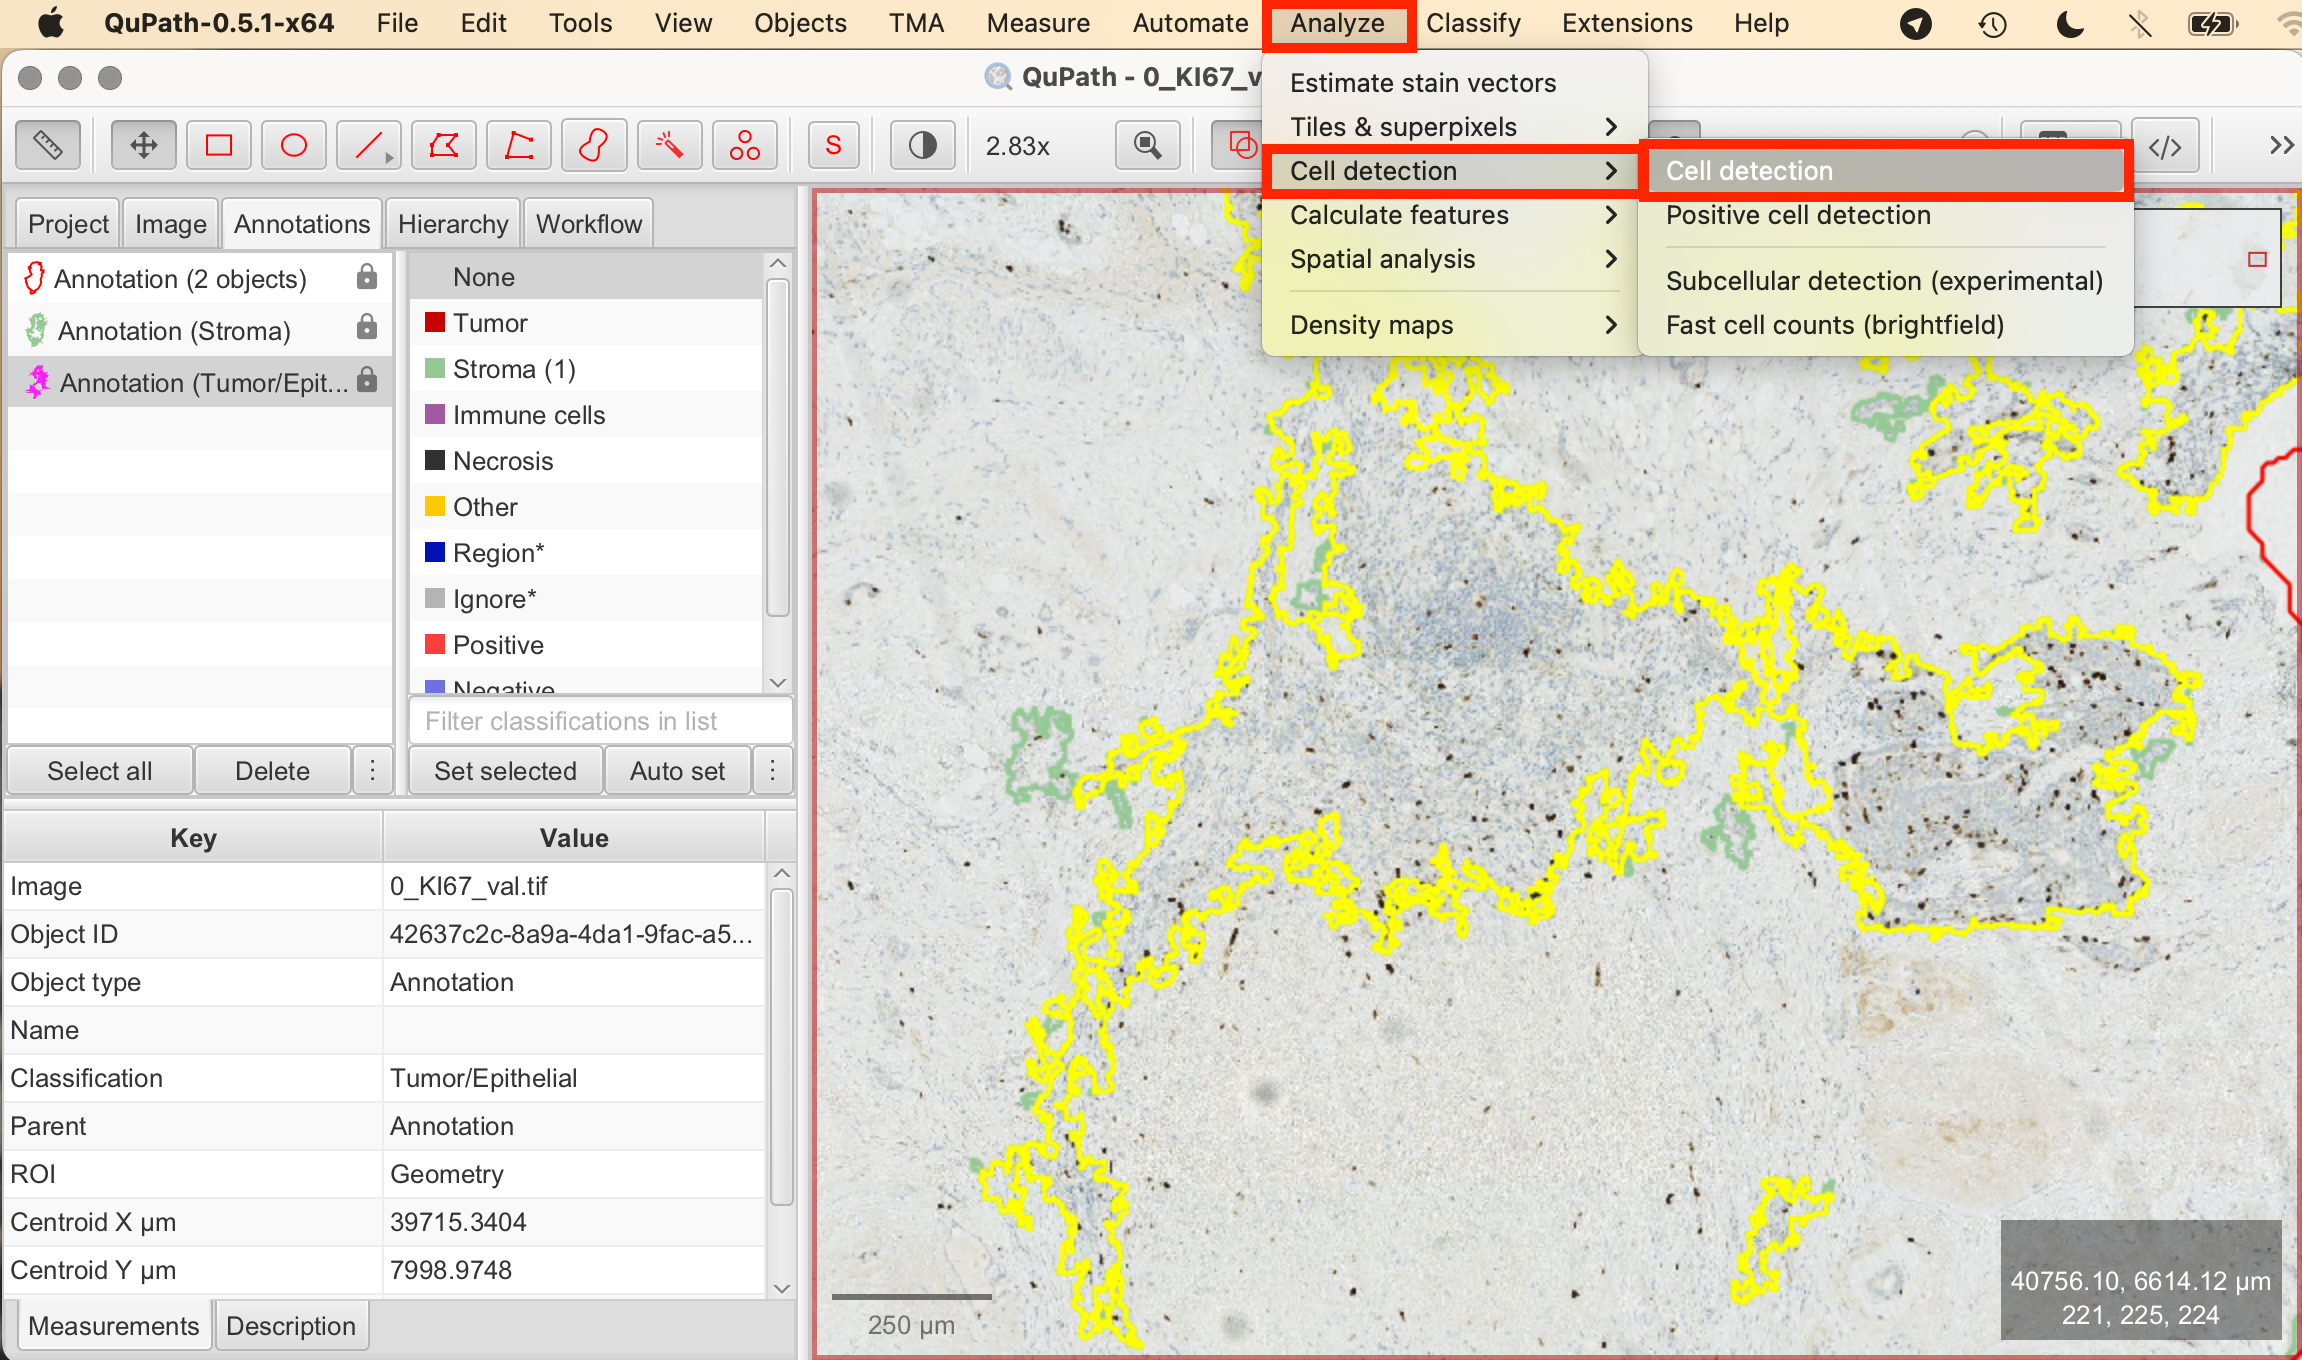 QuPath-0.5.1-x64 File Edit Tools View Objects TMA Measure Automate Analyze Classify Extensions Help
QuPath - 0_KI67_v
Estimate stain vectors
Tiles & superpixels
Cell detection
Calculate features
Spatial analysis
Density maps
Cell detection
Positive cell detection
Subcellular detection (experimental)
Fast cell counts (brightfield)
S
2.83x
</>
Project Image Annotations Hierarchy Workflow
Annotation (2 objects)
Annotation (Stroma)
Annotation (Tumor/Epit...
None
Tumor
Stroma (1)
Immune cells
Necrosis
Other
Region*
Ignore*
Positive
Negative
Filter classifications in list
Select all Delete ⋮ Set selected Auto set ⋮
Key Value
Image 0_KI67_val.tif
Object ID 42637c2c-8a9a-4da1-9fac-a5...
Object type Annotation
Name
Classification Tumor/Epithelial
Parent Annotation
ROI Geometry
Centroid X µm 39715.3404
Centroid Y µm 7998.9748
Measurements Description
250 µm
40756.10, 6614.12 µm
221, 225, 224